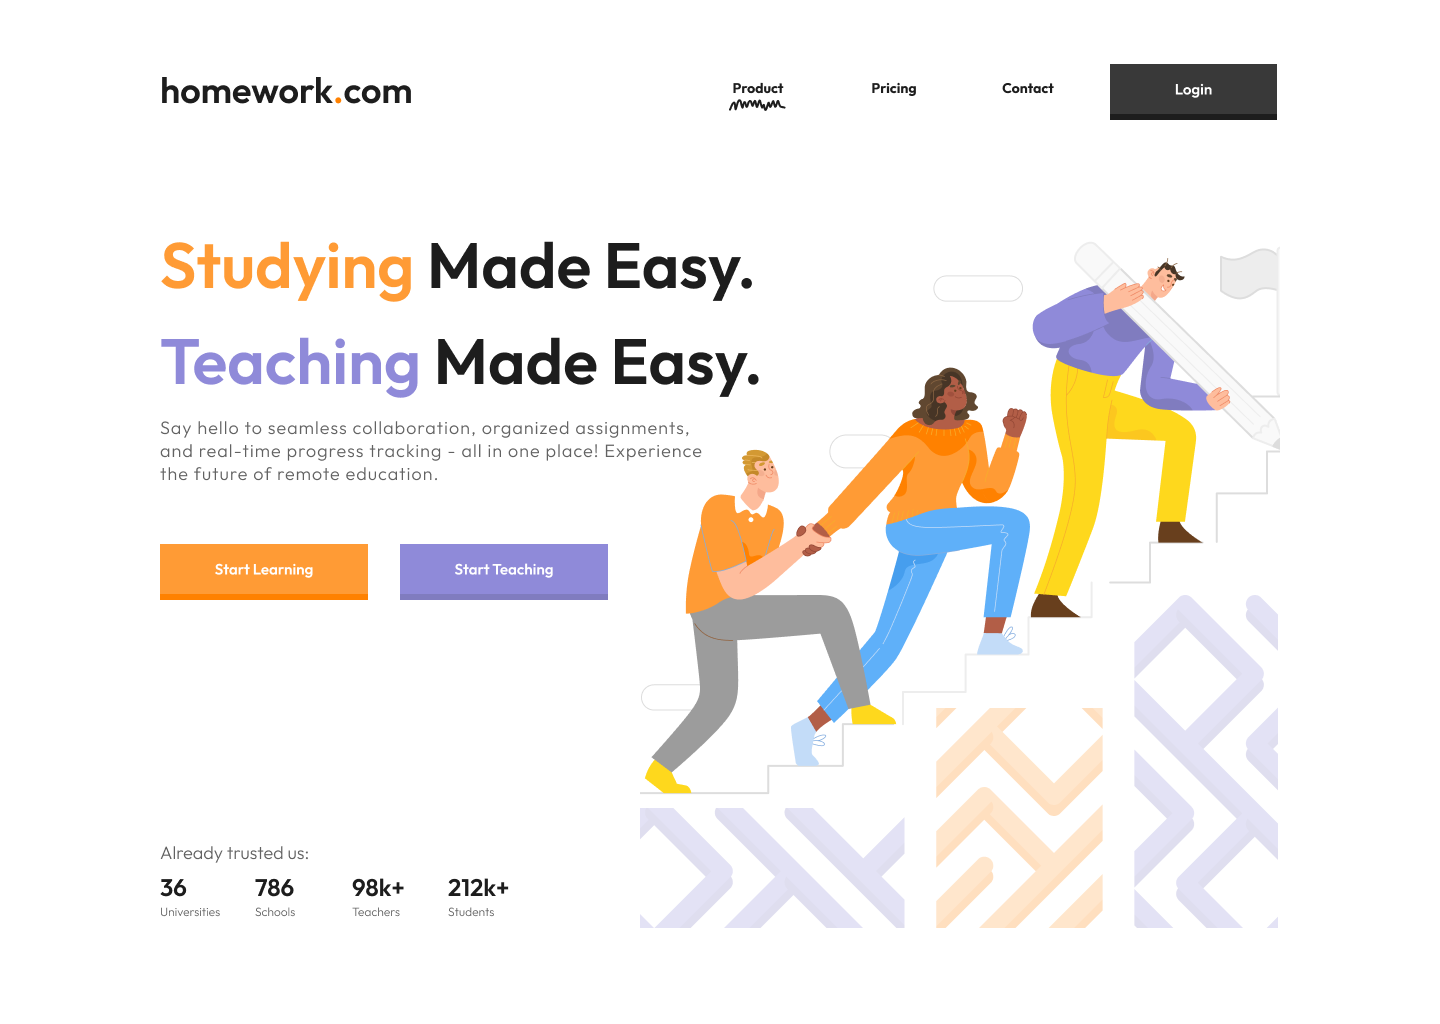 homework.com
Product
Pricing
Contact
Login
Studying Made Easy.
Teaching Made Easy.
Say hello to seamless collaboration, organized assignments,
and real-time progress tracking - all in one place! Experience
the future of remote education.
Start Learning
Start Teaching
Already trusted us:
36
786
98k+
212k+
Universities
Schools
Teachers
Students